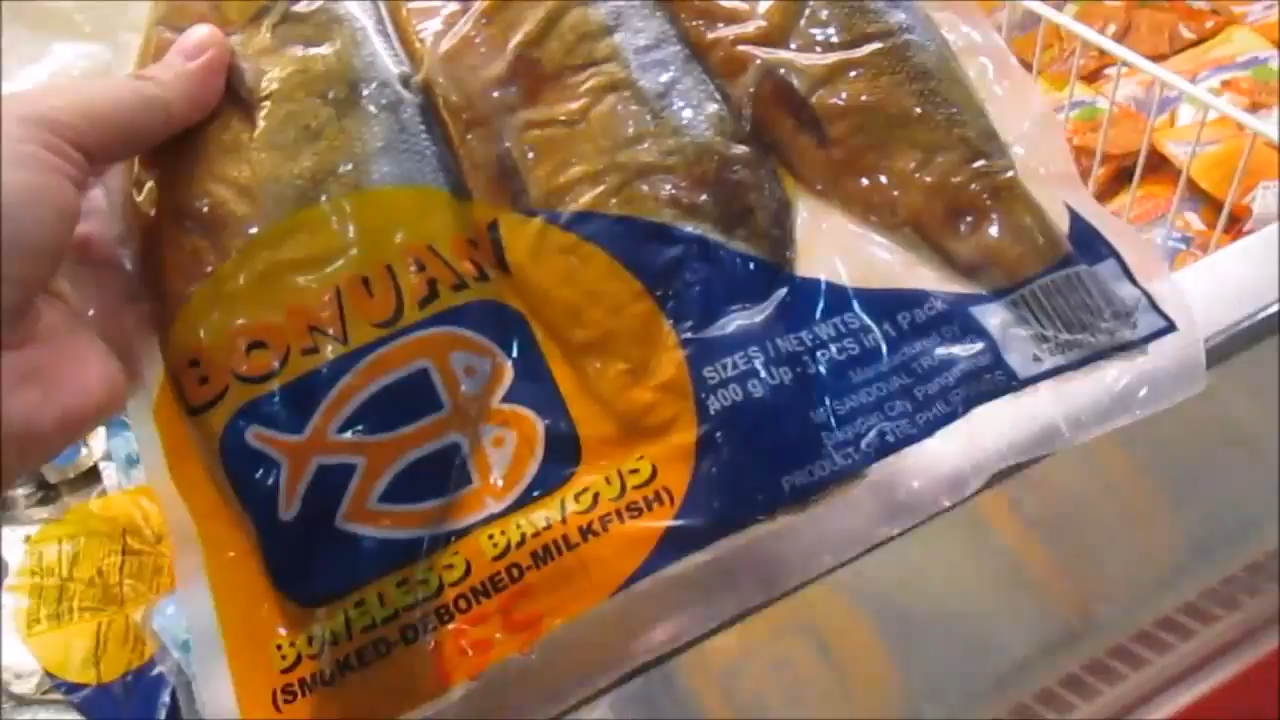 BONUAN
BONELESS BANGUS
(SMOKED-DEBONED-MILKFISH)
SIZES / NET.WTS
400 g Up - 3 PCS in 1 Pack
Manufactured by
SANDOVAL
Dagupan City Pangasinan
PRODUCT OF THE PHILIPPINES